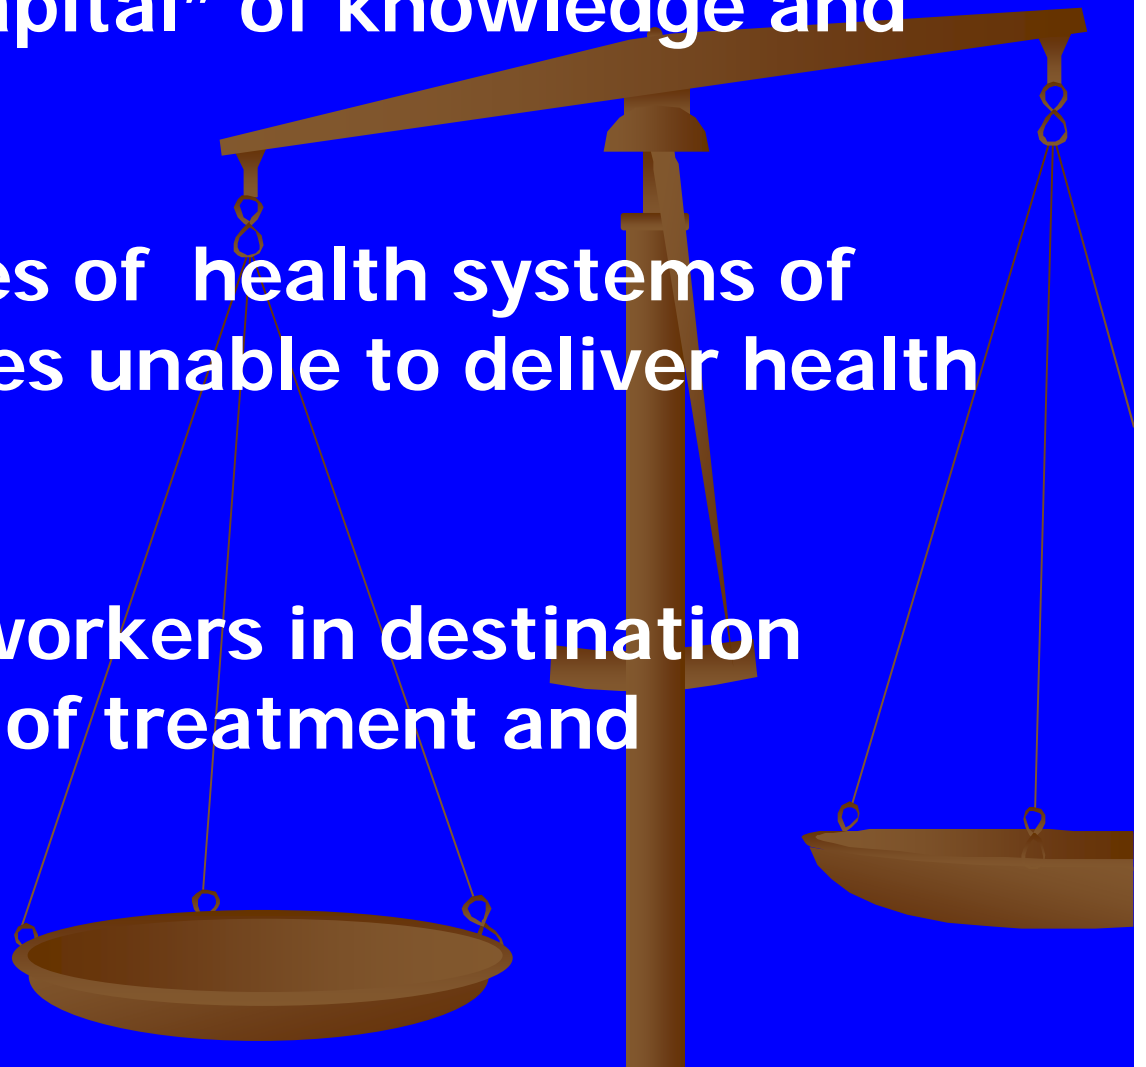 apital” of knowledge and
es of health systems of
es unable to deliver health
workers in destination
of treatment and